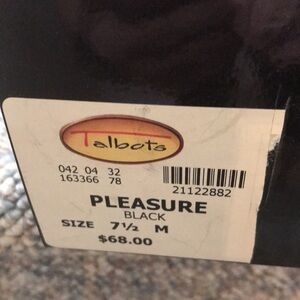 Talbots
042 04 32
163366 78
21122882
PLEASURE
BLACK
SIZE 7½ M
$68.00